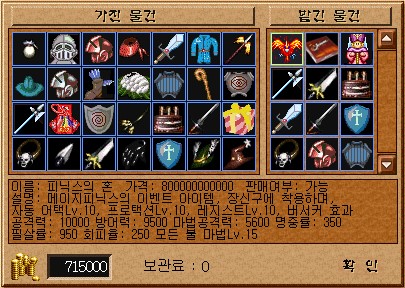 가진 물건
맡긴 물건
이름: 피닉스의 혼 가격: 800000000000 판매여부: 가능
설명: 메이지피닉스의 이벤트 아이템, 장신구에 착용하며,
자동 어택Lv.10, 프로텍션Lv.10, 레지스트Lv.10, 버서커 효과
공격력: 10000 방어력: 9500 마법공격력: 5600 명중률: 350
필살률: 950 회피율: 250 모든 물 마법Lv.15
715000
보관료 : 0
확 인